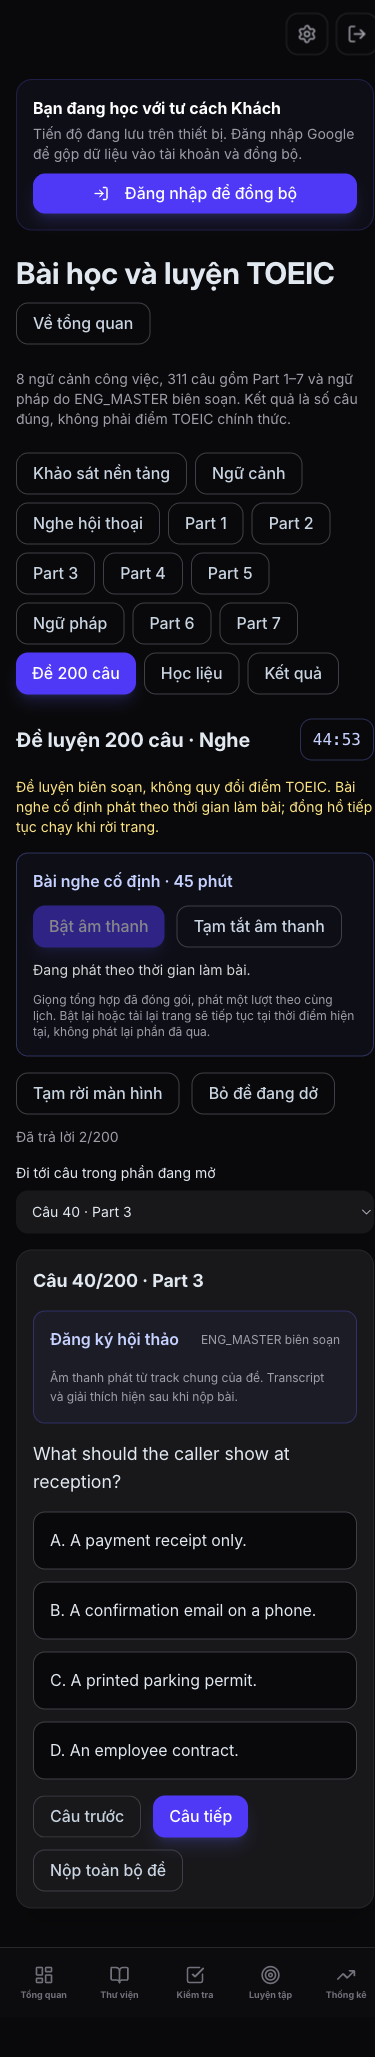 Bạn đang học với tư cách Khách
Tiến độ đang lưu trên thiết bị. Đăng nhập Google
để gộp dữ liệu vào tài khoản và đồng bộ.
Đăng nhập để đồng bộ
Bài học và luyện TOEIC
Về tổng quan
8 ngữ cảnh công việc, 311 câu gồm Part 1–7 và ngữ
pháp do ENG_MASTER biên soạn. Kết quả là số câu
đúng, không phải điểm TOEIC chính thức.
Khảo sát nền tảng
Ngữ cảnh
Nghe hội thoại
Part 1
Part 2
Part 3
Part 4
Part 5
Ngữ pháp
Part 6
Part 7
Đề 200 câu
Học liệu
Kết quả
Đề luyện 200 câu · Nghe
44:53
Đề luyện biên soạn, không quy đổi điểm TOEIC. Bài
nghe cố định phát theo thời gian làm bài; đồng hồ tiếp
tục chạy khi rời trang.
Bài nghe cố định · 45 phút
Bật âm thanh
Tạm tắt âm thanh
Đang phát theo thời gian làm bài.
Giọng tổng hợp đã đóng gói, phát một lượt theo cùng
lịch. Bật lại hoặc tải lại trang sẽ tiếp tục tại thời điểm hiện
tại, không phát lại phần đã qua.
Tạm rời màn hình
Bỏ đề đang dở
Đã trả lời 2/200
Đi tới câu trong phần đang mở
Câu 40 · Part 3
Câu 40/200 · Part 3
Đăng ký hội thảo
ENG_MASTER biên soạn
Âm thanh phát từ track chung của đề. Transcript
và giải thích hiện sau khi nộp bài.
What should the caller show at
reception?
A. A payment receipt only.
B. A confirmation email on a phone.
C. A printed parking permit.
D. An employee contract.
Câu trước
Câu tiếp
Nộp toàn bộ đề
Tổng quan
Thư viện
Kiểm tra
Luyện tập
Thống kê